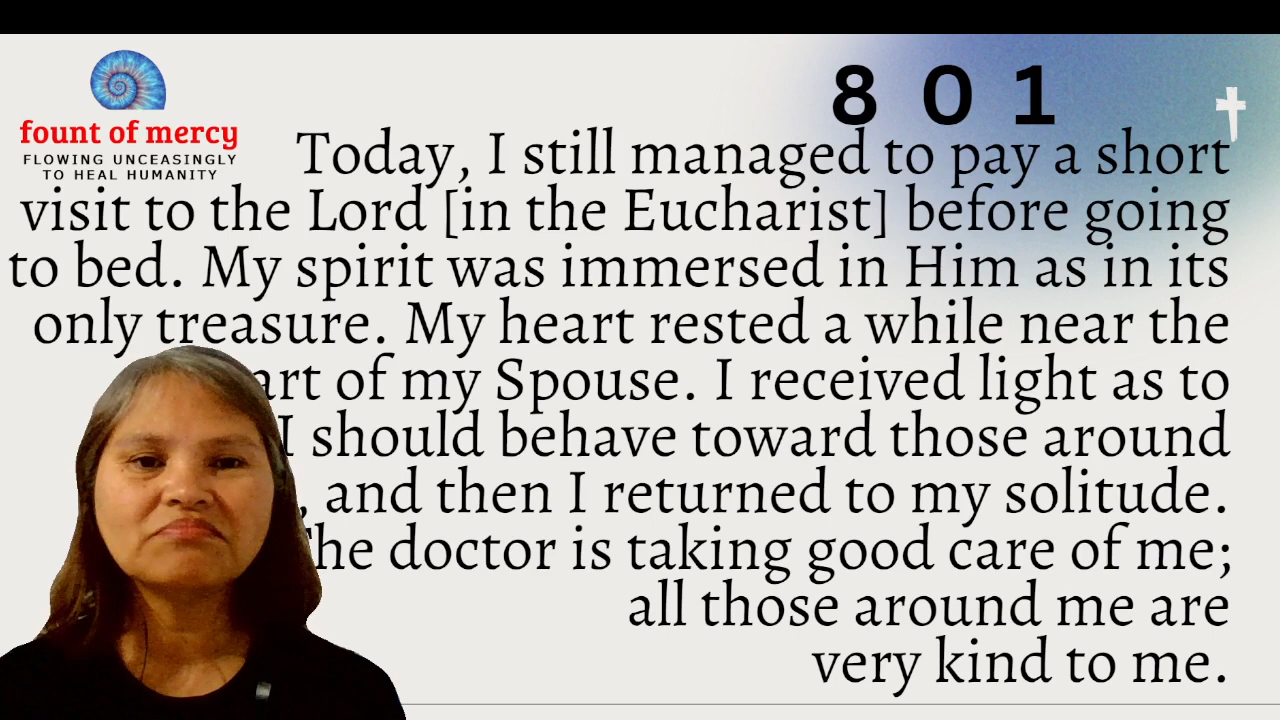 8 0 1
fount of mercy
FLOWING UNCEASINGLY
TO HEAL HUMANITY
Today, I still managed to pay a short
visit to the Lord [in the Eucharist] before going
to bed. My spirit was immersed in Him as in its
only treasure. My heart rested a while near the
of my Spouse. I received light as to
I should behave toward those around
, and then I returned to my solitude.
The doctor is taking good care of me;
all those around me are
very kind to me.